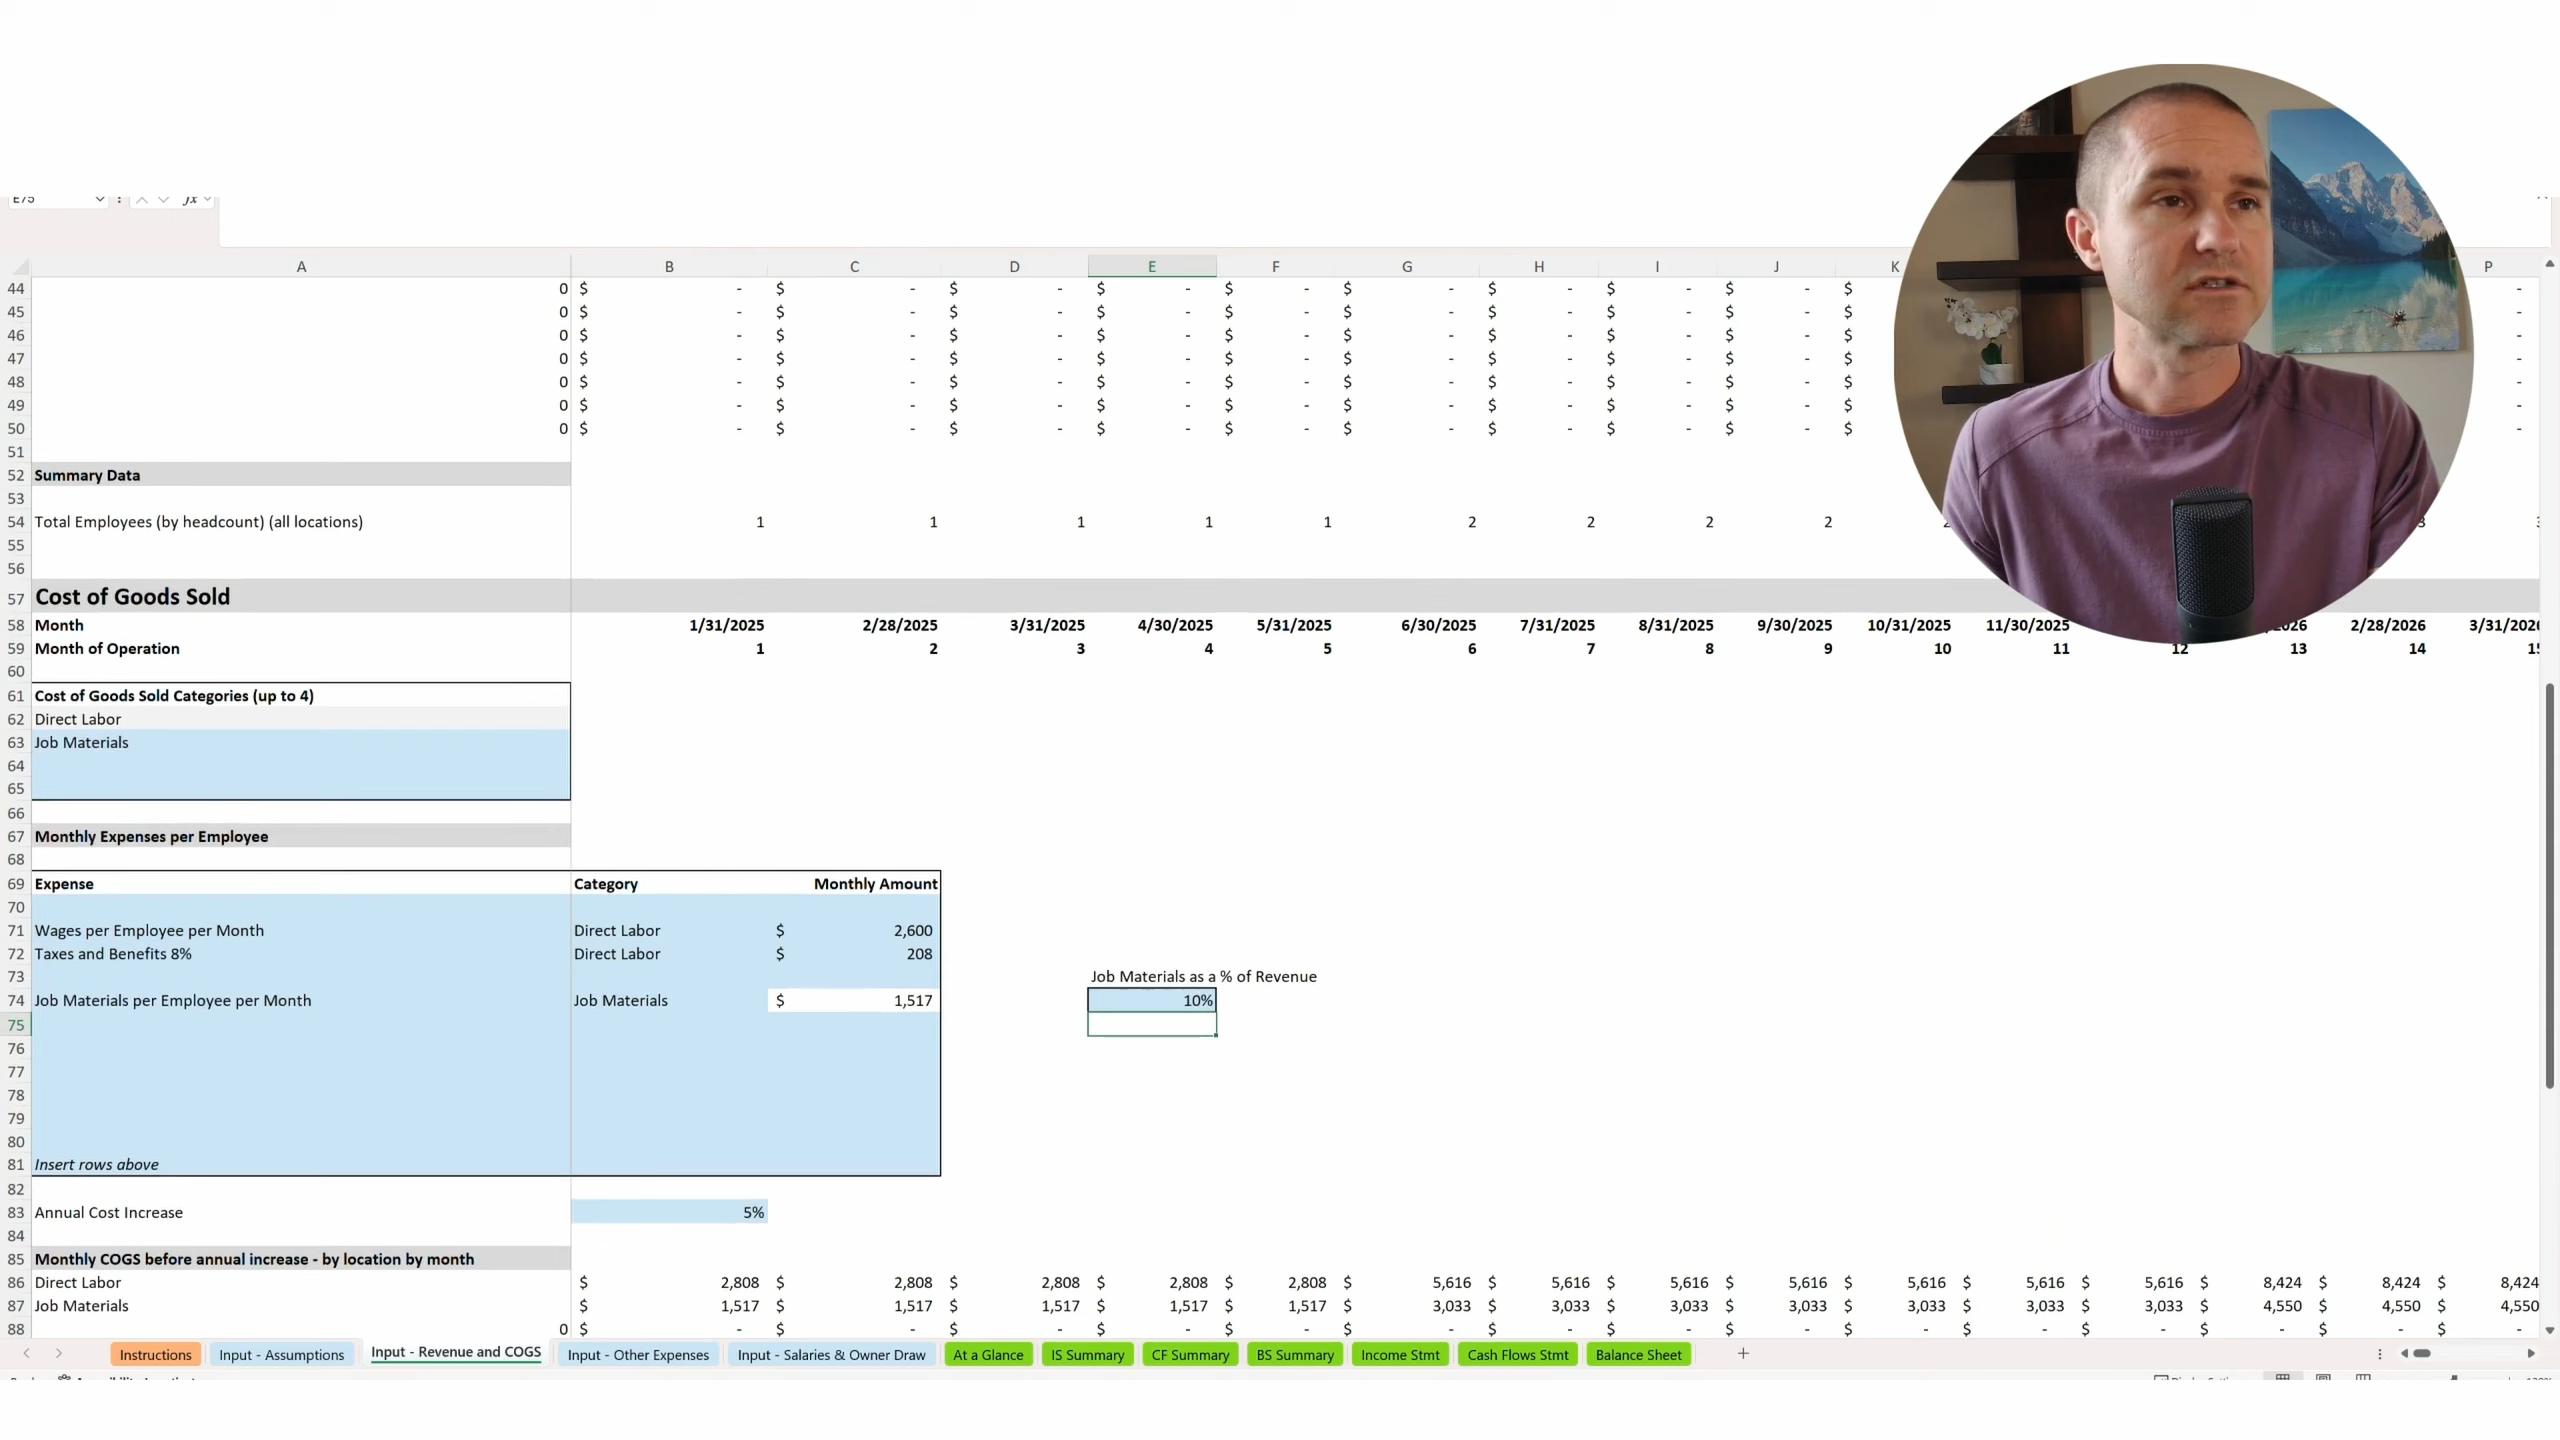 E75 fx
A B C D E F G H I J K P
44 0 $ - $ - $ - $ - $ - $ - $ - $ - $ - $ -
45 0 $ - $ - $ - $ - $ - $ - $ - $ - $ - $ -
46 0 $ - $ - $ - $ - $ - $ - $ - $ - $ - $ -
47 0 $ - $ - $ - $ - $ - $ - $ - $ - $ - $ -
48 0 $ - $ - $ - $ - $ - $ - $ - $ - $ - $ -
49 0 $ - $ - $ - $ - $ - $ - $ - $ - $ - $ -
50 0 $ - $ - $ - $ - $ - $ - $ - $ - $ - $ -
51
52 Summary Data
53
54 Total Employees (by headcount) (all locations) 1 1 1 1 1 2 2 2 2
55
56
57 Cost of Goods Sold
58 Month 1/31/2025 2/28/2025 3/31/2025 4/30/2025 5/31/2025 6/30/2025 7/31/2025 8/31/2025 9/30/2025 10/31/2025 11/30/2025 2/28/2026
59 Month of Operation 1 2 3 4 5 6 7 8 9 10 11 12 13 14 15
60
61 Cost of Goods Sold Categories (up to 4)
62 Direct Labor
63 Job Materials
64
65
66
67 Monthly Expenses per Employee
68
69 Expense Category Monthly Amount
70
71 Wages per Employee per Month Direct Labor $ 2,600
72 Taxes and Benefits 8% Direct Labor $ 208
73 Job Materials as a % of Revenue
74 Job Materials per Employee per Month Job Materials $ 1,517 10%
75
76
77
78
79
80
81 Insert rows above
82
83 Annual Cost Increase 5%
84
85 Monthly COGS before annual increase - by location by month
86 Direct Labor $ 2,808 $ 2,808 $ 2,808 $ 2,808 $ 2,808 $ 5,616 $ 5,616 $ 5,616 $ 5,616 $ 5,616 $ 5,616 $ 5,616 $ 8,424 $ 8,424 $ 8,424
87 Job Materials $ 1,517 $ 1,517 $ 1,517 $ 1,517 $ 1,517 $ 3,033 $ 3,033 $ 3,033 $ 3,033 $ 3,033 $ 3,033 $ 3,033 $ 4,550 $ 4,550 $ 4,550
88 0 $ - $ - $ - $ - $ - $ - $ - $ - $ - $ - $ - $ - $ - $ - $ -
Instructions Input - Assumptions Input - Revenue and COGS Input - Other Expenses Input - Salaries & Owner Draw At a Glance IS Summary CF Summary BS Summary Income Stmt Cash Flows Stmt Balance Sheet +